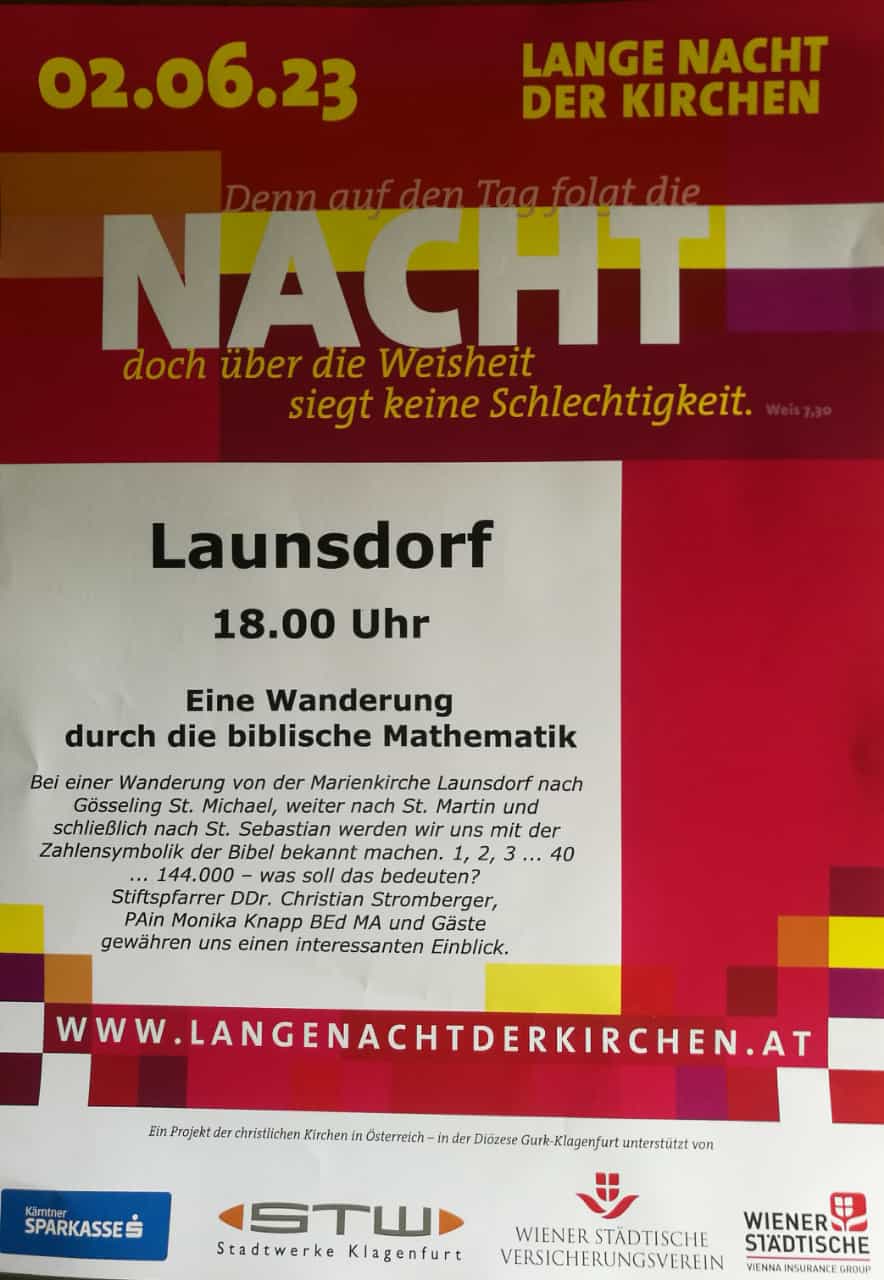 02.06.23
LANGE NACHT
DER KIRCHEN
Denn auf den Tag folgt die
NACHT
doch über die Weisheit
siegt keine Schlechtigkeit. Weis 7,30
Launsdorf
18.00 Uhr
Eine Wanderung
durch die biblische Mathematik
Bei einer Wanderung von der Marienkirche Launsdorf nach
Gösseling St. Michael, weiter nach St. Martin und
schließlich nach St. Sebastian werden wir uns mit der
Zahlensymbolik der Bibel bekannt machen. 1, 2, 3 ... 40
... 144.000 – was soll das bedeuten?
Stiftspfarrer DDr. Christian Stromberger,
PAin Monika Knapp BEd MA und Gäste
gewähren uns einen interessanten Einblick.
WWW.LANGENACHTDERKIRCHEN.AT
Ein Projekt der christlichen Kirchen in Österreich – in der Diözese Gurk-Klagenfurt unterstützt von
Kärntner
SPARKASSE
STW
Stadtwerke Klagenfurt
WIENER STÄDTISCHE
VERSICHERUNGSVEREIN
WIENER
STÄDTISCHE
VIENNA INSURANCE GROUP